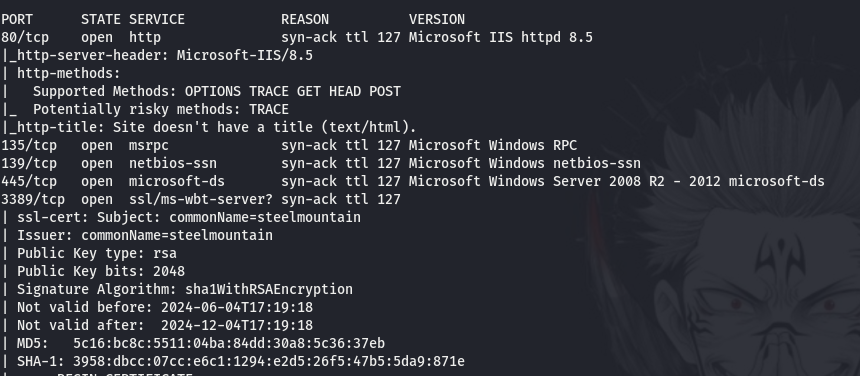 PORT STATE SERVICE REASON VERSION
80/tcp open http syn-ack ttl 127 Microsoft IIS httpd 8.5
|_http-server-header: Microsoft-IIS/8.5
| http-methods:
| Supported Methods: OPTIONS TRACE GET HEAD POST
|_ Potentially risky methods: TRACE
|_http-title: Site doesn't have a title (text/html).
135/tcp open msrpc syn-ack ttl 127 Microsoft Windows RPC
139/tcp open netbios-ssn syn-ack ttl 127 Microsoft Windows netbios-ssn
445/tcp open microsoft-ds syn-ack ttl 127 Microsoft Windows Server 2008 R2 - 2012 microsoft-ds
3389/tcp open ssl/ms-wbt-server? syn-ack ttl 127
| ssl-cert: Subject: commonName=steelmountain
| Issuer: commonName=steelmountain
| Public Key type: rsa
| Public Key bits: 2048
| Signature Algorithm: sha1WithRSAEncryption
| Not valid before: 2024-06-04T17:19:18
| Not valid after: 2024-12-04T17:19:18
| MD5: 5c16:bc8c:5511:04ba:84dd:30a8:5c36:37eb
| SHA-1: 3958:dbcc:07cc:e6c1:1294:e2d5:26f5:47b5:5da9:871e